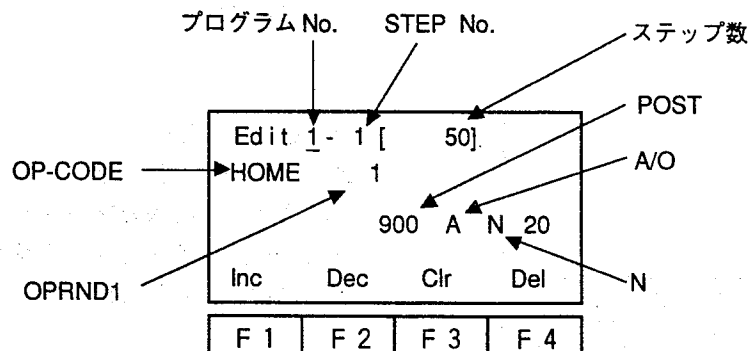 プログラム No. STEP No. ステップ数
POST
Edit 1 - 1 [ 50]
A/O
OP-CODE HOME 1
900 A N 20
Inc Dec Clr Del
OPRND1 N
F 1 F 2 F 3 F 4